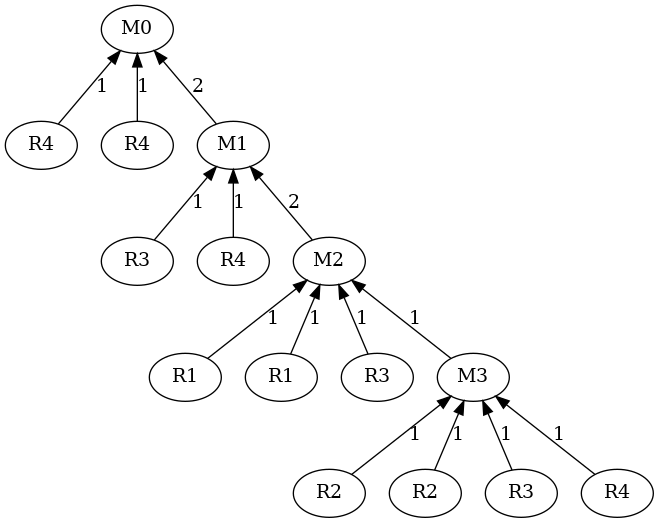 M0
1 1 2
R4 R4 M1
1 1 2
R3 R4 M2
1 1 1 1
R1 R1 R3 M3
1 1 1 1
R2 R2 R3 R4